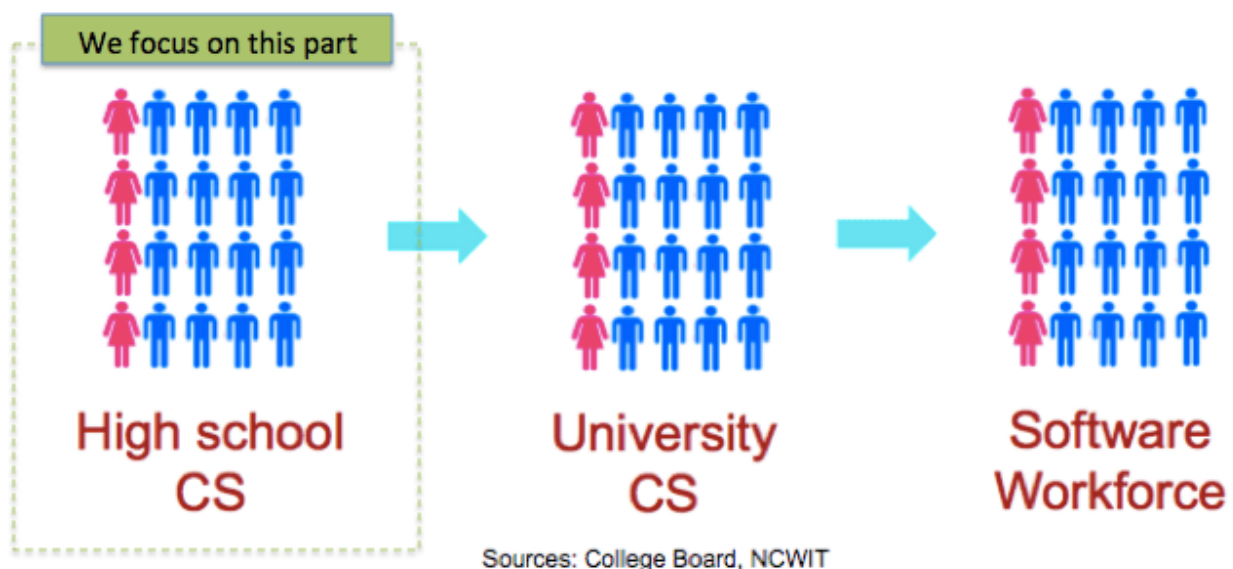 We focus on this part
High school
CS
University
CS
Software
Workforce
Sources: College Board, NCWIT